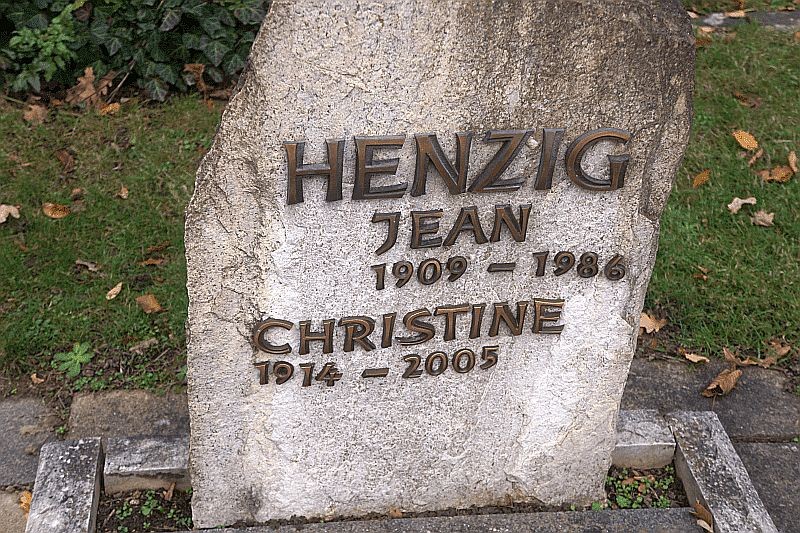 HENZIG
JEAN
1909 – 1986
CHRISTINE
1914 – 2005